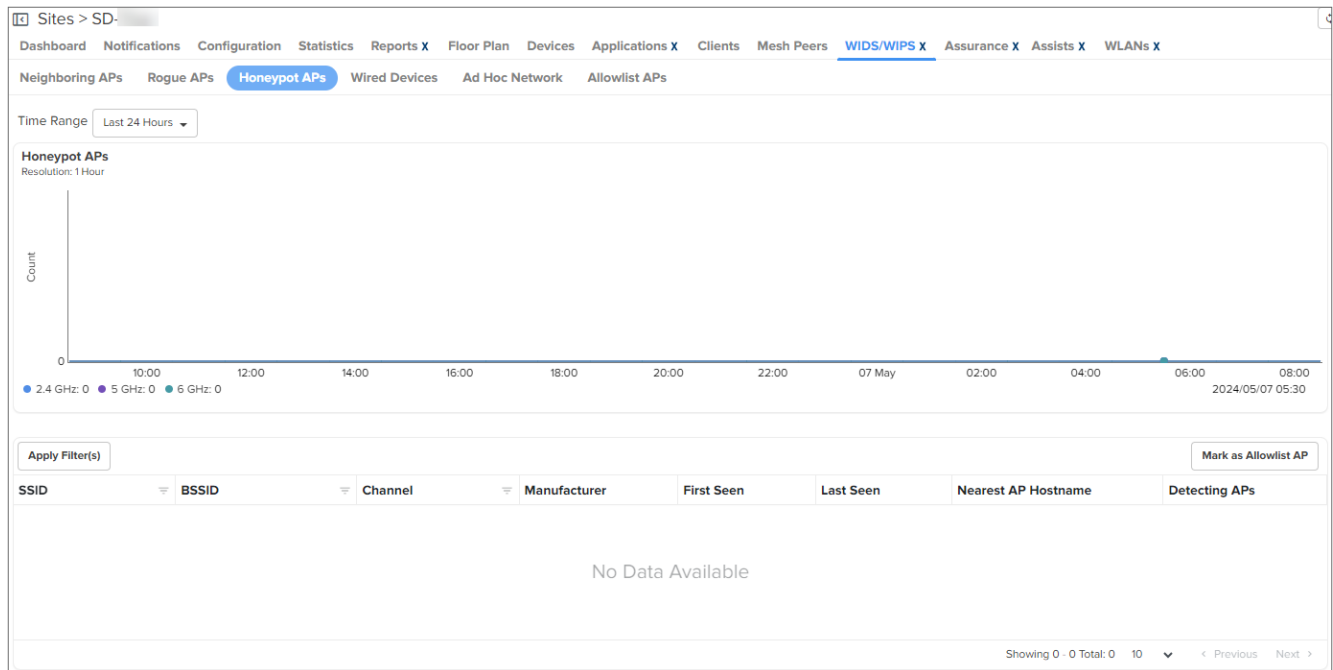 Sites > SD-
Dashboard Notifications Configuration Statistics Reports X Floor Plan Devices Applications X Clients Mesh Peers WIDS/WIPS X Assurance X Assists X WLANs X
Neighboring APs Rogue APs Honeypot APs Wired Devices Ad Hoc Network Allowlist APs
Time Range Last 24 Hours
Honeypot APs
Resolution: 1 Hour
Count
0
10:00 12:00 14:00 16:00 18:00 20:00 22:00 07 May 02:00 04:00 06:00 08:00
2.4 GHz: 0 5 GHz: 0 6 GHz: 0 2024/05/07 05:30
Apply Filter(s) Mark as Allowlist AP
SSID BSSID Channel Manufacturer First Seen Last Seen Nearest AP Hostname Detecting APs
No Data Available
Showing 0 - 0 Total: 0 10 < Previous Next >